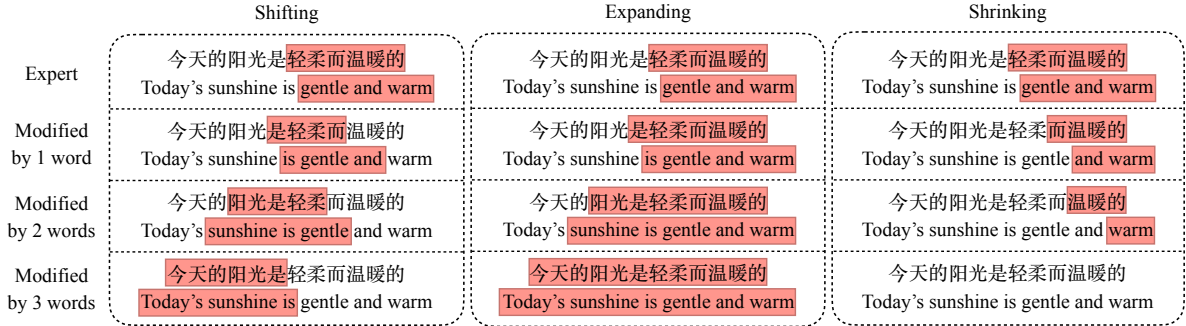 Shifting Expanding Shrinking
Expert
今天的阳光是轻柔而温暖的 今天的阳光是轻柔而温暖的 今天的阳光是轻柔而温暖的
Today's sunshine is gentle and warm Today's sunshine is gentle and warm Today's sunshine is gentle and warm
Modified
by 1 word
今天的阳光是轻柔而温暖的 今天的阳光是轻柔而温暖的 今天的阳光是轻柔而温暖的
Today's sunshine is gentle and warm Today's sunshine is gentle and warm Today's sunshine is gentle and warm
Modified
by 2 words
今天的阳光是轻柔而温暖的 今天的阳光是轻柔而温暖的 今天的阳光是轻柔而温暖的
Today's sunshine is gentle and warm Today's sunshine is gentle and warm Today's sunshine is gentle and warm
Modified
by 3 words
今天的阳光是轻柔而温暖的 今天的阳光是轻柔而温暖的 今天的阳光是轻柔而温暖的
Today's sunshine is gentle and warm Today's sunshine is gentle and warm Today's sunshine is gentle and warm